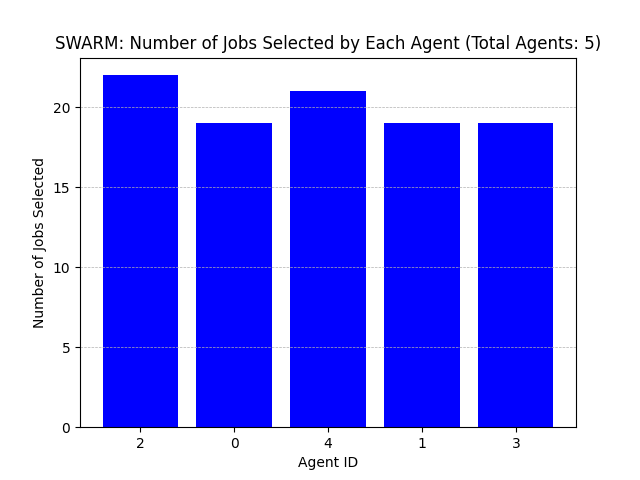 SWARM: Number of Jobs Selected by Each Agent (Total Agents: 5)
Number of Jobs Selected
20
15
10
5
0
2 0 4 1 3
Agent ID